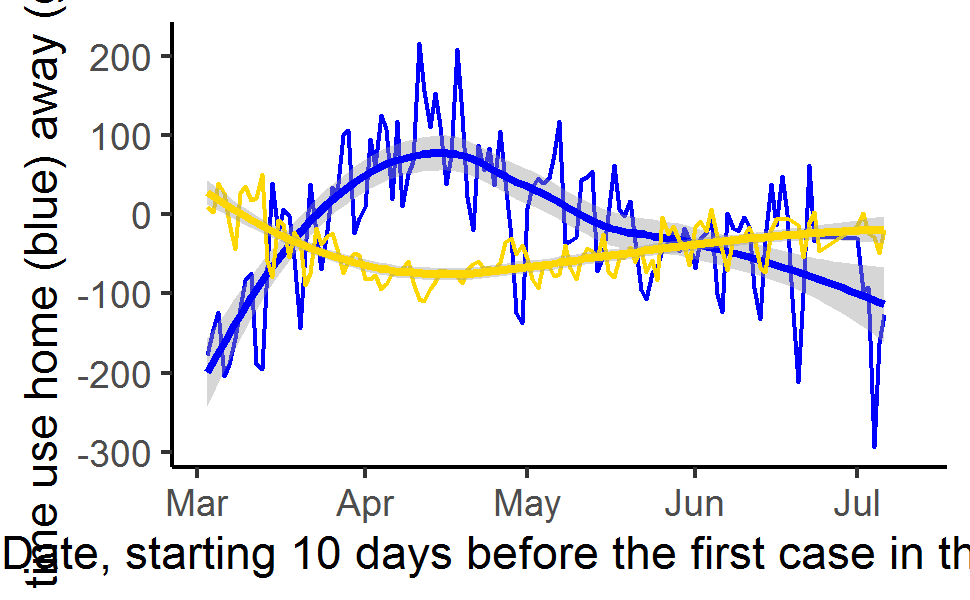 time use home (blue) away (
200
100
0
-100
-200
-300
Mar Apr May Jun Jul
Date, starting 10 days before the first case in th